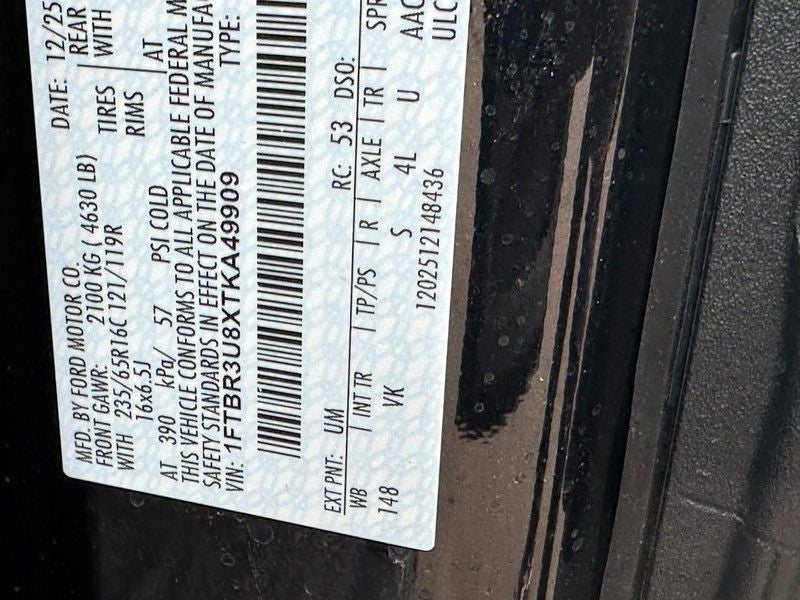 MFD. BY FORD MOTOR CO. DATE: 12/25
FRONT GAWR: 2100 KG ( 4630 LB) REAR
WITH 235/65R16C 121/119R TIRES WITH
16x6.5J RIMS
AT 390 kPa/ 57 PSI COLD AT
THIS VEHICLE CONFORMS TO ALL APPLICABLE FEDERAL M
SAFETY STANDARDS IN EFFECT ON THE DATE OF MANUFA
VIN: 1FTBR3U8XTKA49909 TYPE:
EXT PNT: UM RC: 53 DSO:
WB | INT TR | TP/PS | R | AXLE | TR | SPR
148 VK S 4L U AAC
1202512148436 ULC